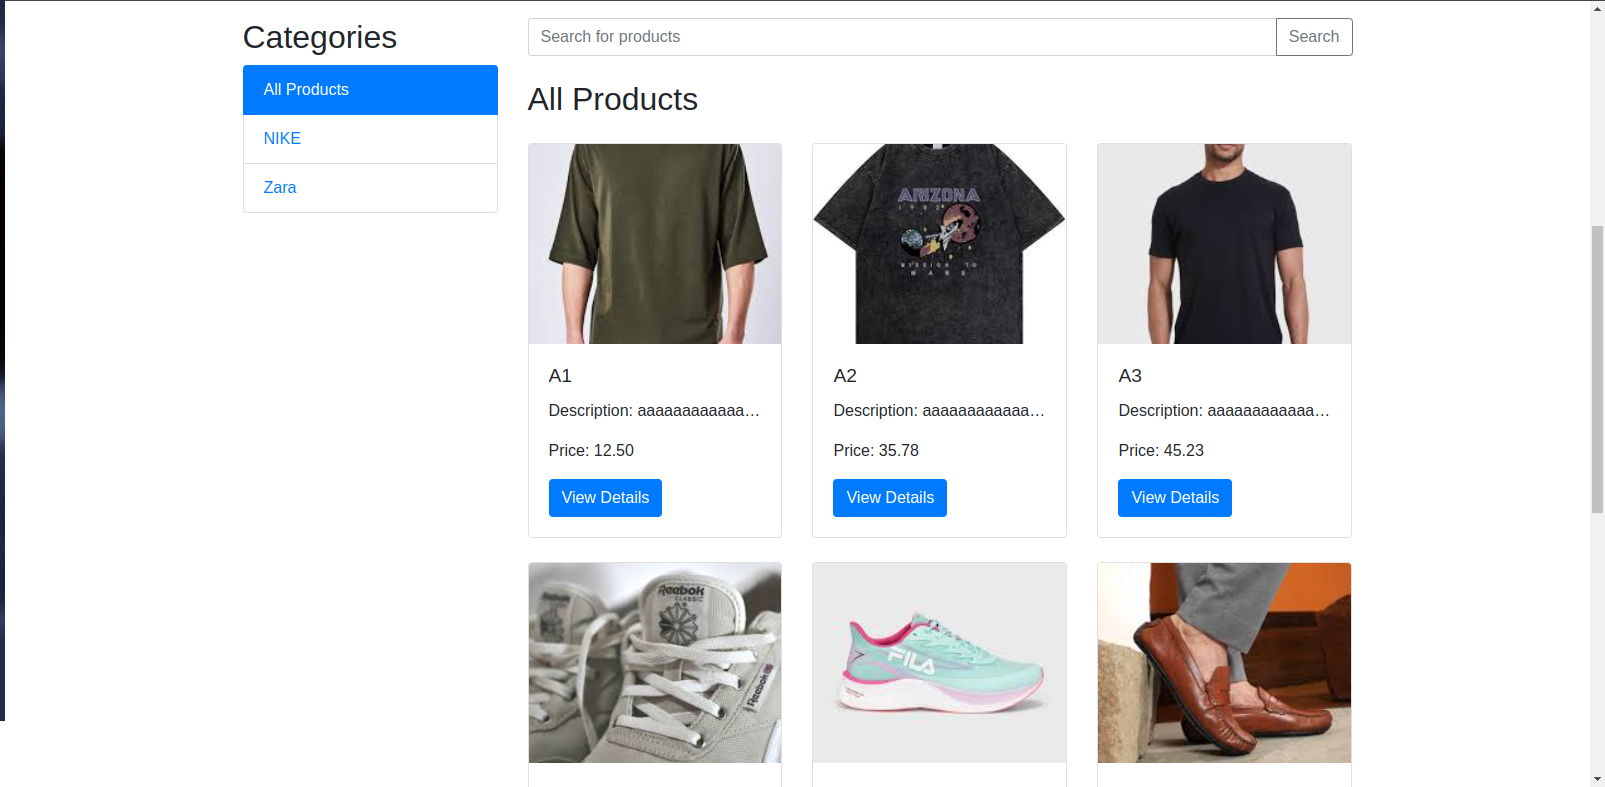 Categories
All Products
NIKE
Zara
Search for products
Search
All Products
ARIZONA
1982
MISSION TO
MARS
A1
Description: aaaaaaaaaaaa…
Price: 12.50
View Details
A2
Description: aaaaaaaaaaaa…
Price: 35.78
View Details
A3
Description: aaaaaaaaaaaa…
Price: 45.23
View Details
Reebok
CLASSIC
Reebok
FILA